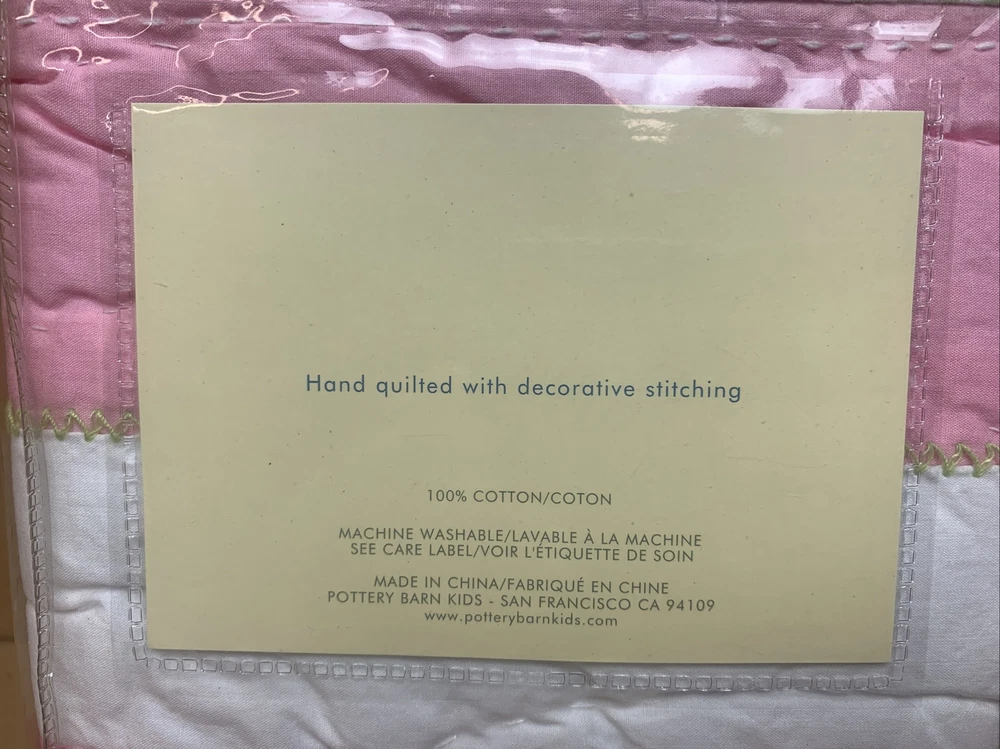 Hand quilted with decorative stitching
100% COTTON/COTON
MACHINE WASHABLE/LAVABLE À LA MACHINE
SEE CARE LABEL/VOIR L'ÉTIQUETTE DE SOIN
MADE IN CHINA/FABRIQUÉ EN CHINE
POTTERY BARN KIDS - SAN FRANCISCO CA 94109
www.potterybarnkids.com